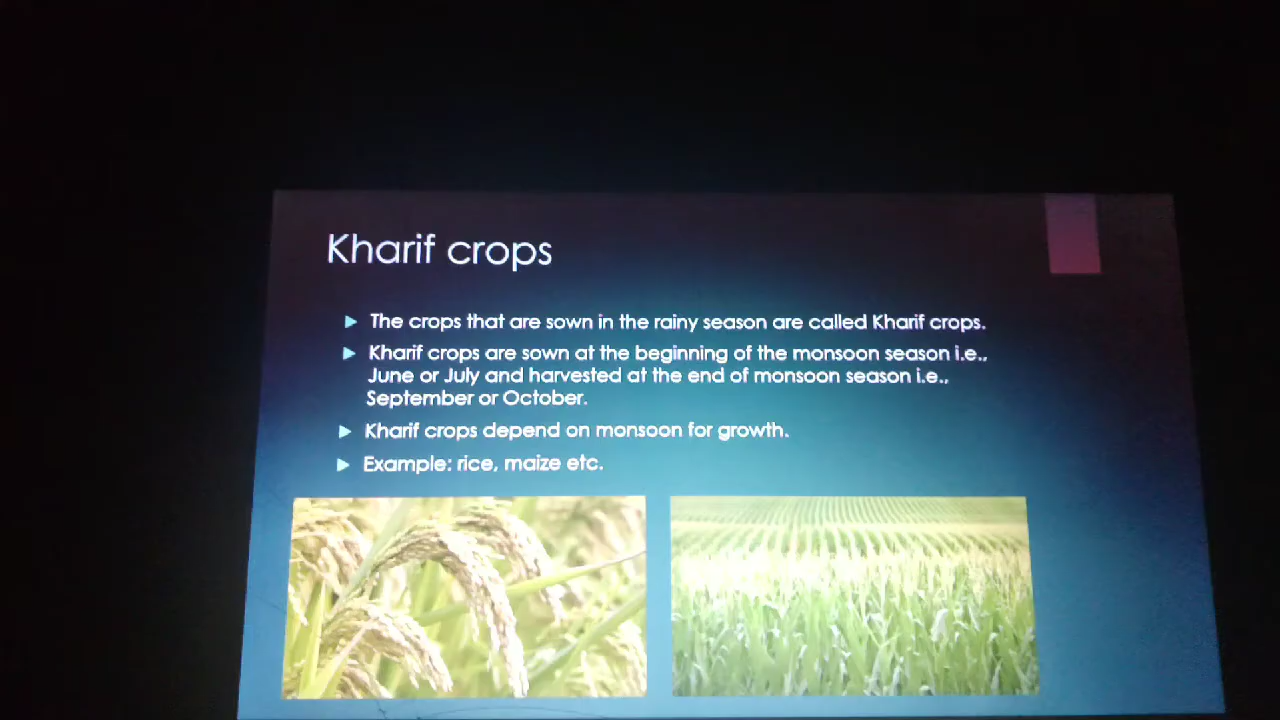 Kharif crops
The crops that are sown in the rainy season are called Kharif crops.
Kharif crops are sown at the beginning of the monsoon season i.e.,
June or July and harvested at the end of monsoon season i.e.,
September or October.
Kharif crops depend on monsoon for growth.
Example: rice, maize etc.